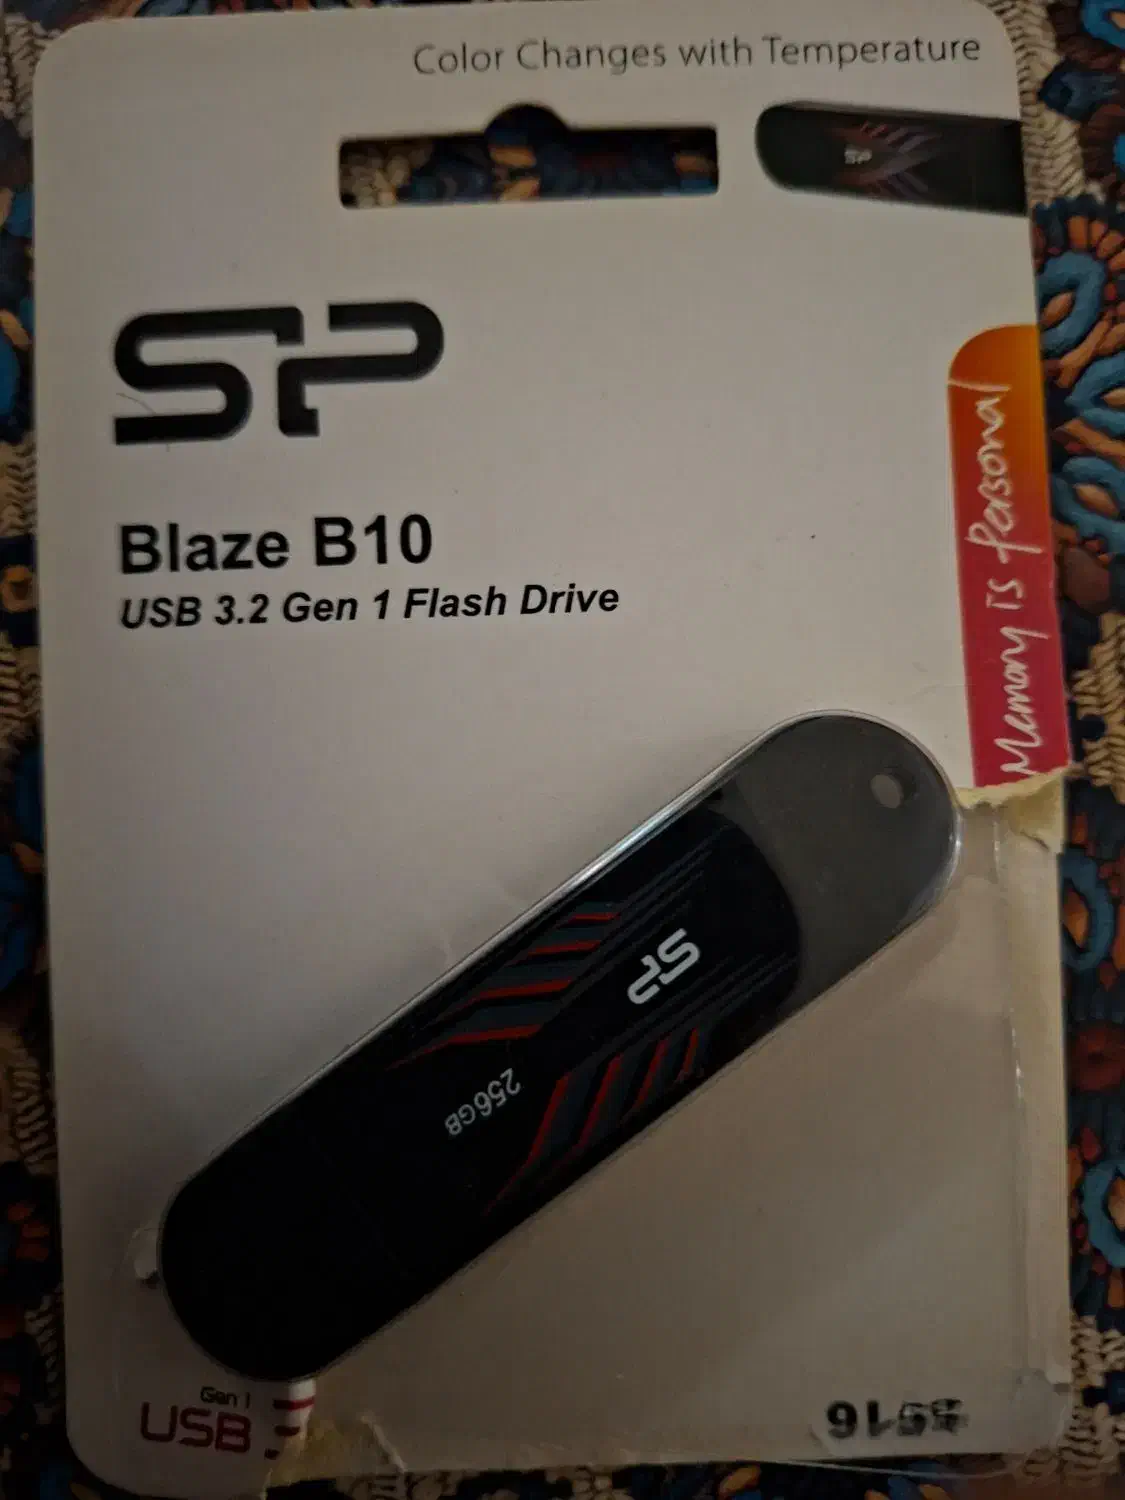 Color Changes with Temperature
SP
SP
Blaze B10
USB 3.2 Gen 1 Flash Drive
Memory is Personal
SP
256GB
Gen 1
USB